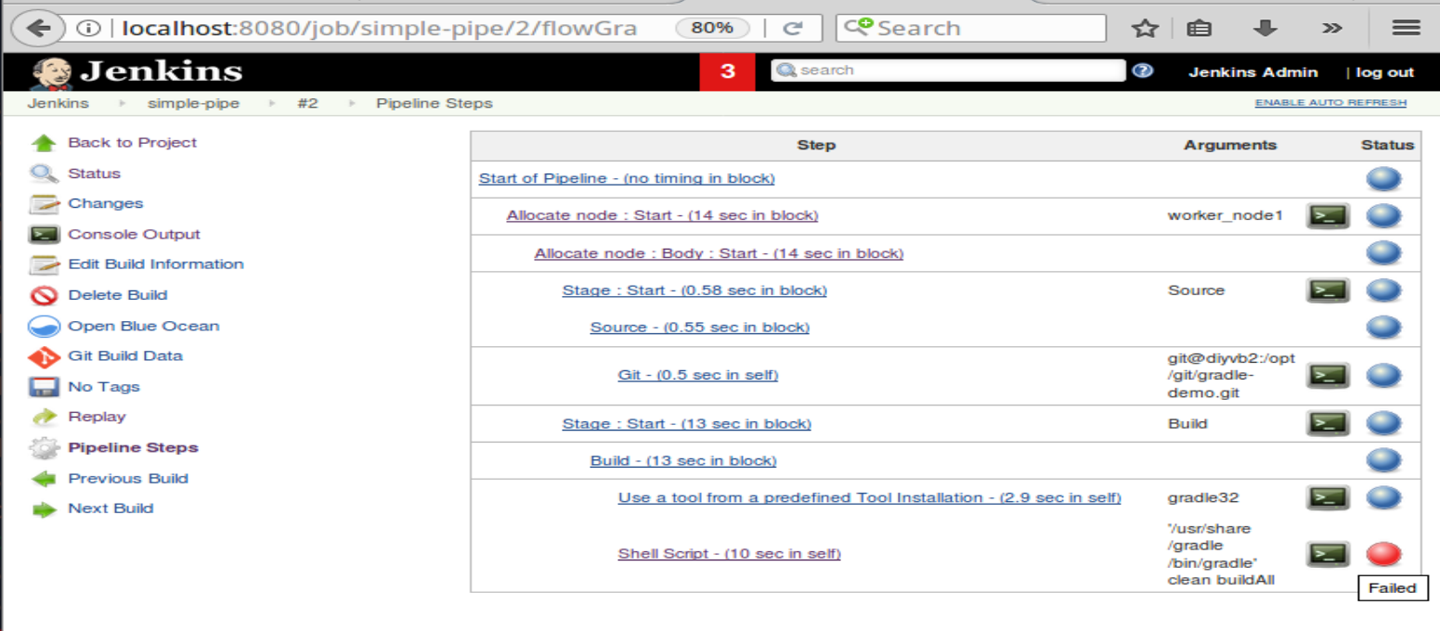 localhost:8080/job/simple-pipe/2/flowGra 80% Search
Jenkins 3 search Jenkins Admin | log out
Jenkins simple-pipe #2 Pipeline Steps ENABLE AUTO REFRESH
Back to Project
Status
Changes
Console Output
Edit Build Information
Delete Build
Open Blue Ocean
Git Build Data
No Tags
Replay
Pipeline Steps
Previous Build
Next Build
Step Arguments Status
Start of Pipeline - (no timing in block)
Allocate node : Start - (14 sec in block) worker_node1
Allocate node : Body : Start - (14 sec in block)
Stage : Start - (0.58 sec in block) Source
Source - (0.55 sec in block)
Git - (0.5 sec in self) git@diyvb2:/opt
/git/gradle-
demo.git
Stage : Start - (13 sec in block) Build
Build - (13 sec in block)
Use a tool from a predefined Tool Installation - (2.9 sec in self) gradle32
Shell Script - (10 sec in self) '/usr/share
/gradle
/bin/gradle'
clean buildAll
Failed